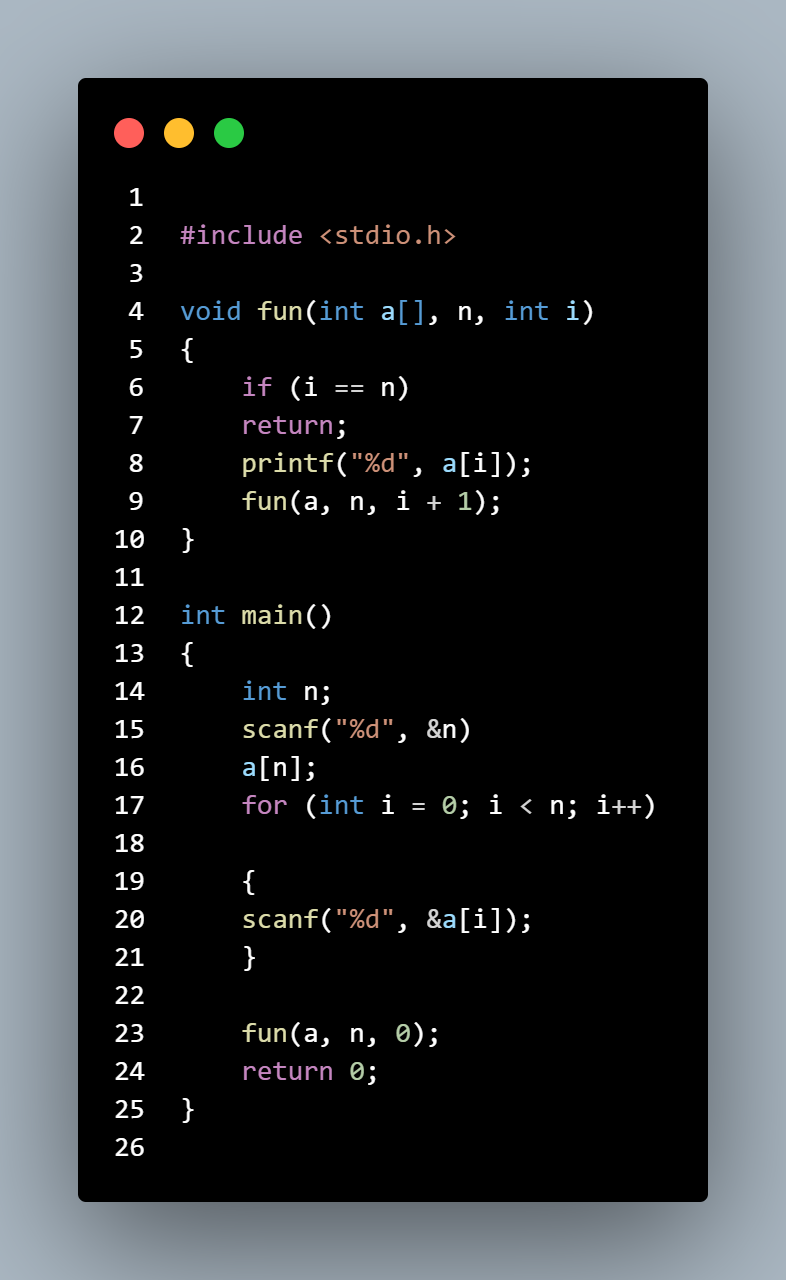 1
2 #include <stdio.h>
3
4 void fun(int a[], n, int i)
5 {
6     if (i == n)
7     return;
8     printf("%d", a[i]);
9     fun(a, n, i + 1);
10 }
11
12 int main()
13 {
14     int n;
15     scanf("%d", &n)
16     a[n];
17     for (int i = 0; i < n; i++)
18
19     {
20     scanf("%d", &a[i]);
21     }
22
23     fun(a, n, 0);
24     return 0;
25 }
26